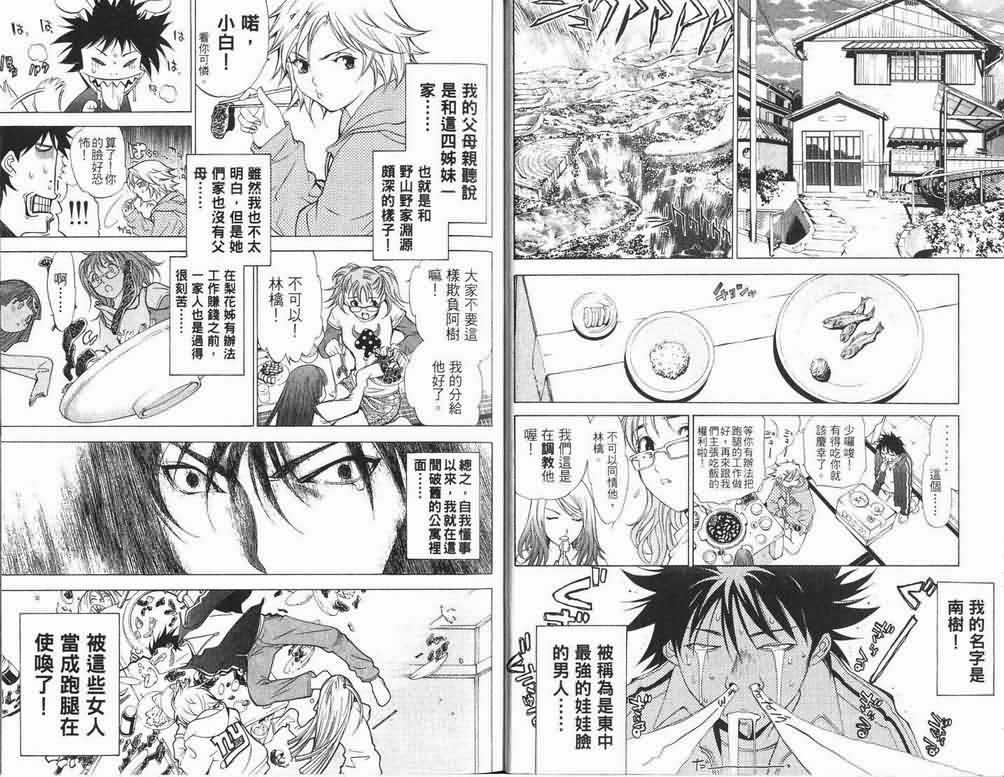 這個⋯⋯
少囉唆！
有得吃你就
該慶幸了。
等你有辦法把
跑腿的工作做
好，再來跟我
們主張吃飯的
權利啦！
不可以同情他，
林檎。
我們這是
在調教他
喔！
我的名字是
南樹！
被稱為是東中
最強的娃娃臉
的男人⋯⋯
我的父母親聽說
是和這四姊妹一
家⋯⋯
也就是和
野山野家淵源
頗深的樣子！
喏，
小白！
看你可憐。
は
は
は
は
算了！你
的臉好恐
怖！
!!!
雖然我也不太
明白，但是她
們家也沒有父
母⋯⋯
大家不要這
樣欺負阿樹
嘛！
我的分給
他好了。
不可以！
林檎！
在梨花姊有辦法
工作賺錢之前，
一家人也是過得
很刻苦⋯⋯
啊⋯⋯
總之，自我懂事
以來，我就在這
間破舊的公寓裡
面⋯⋯
被這些女人
當成跑腿在
使喚了！